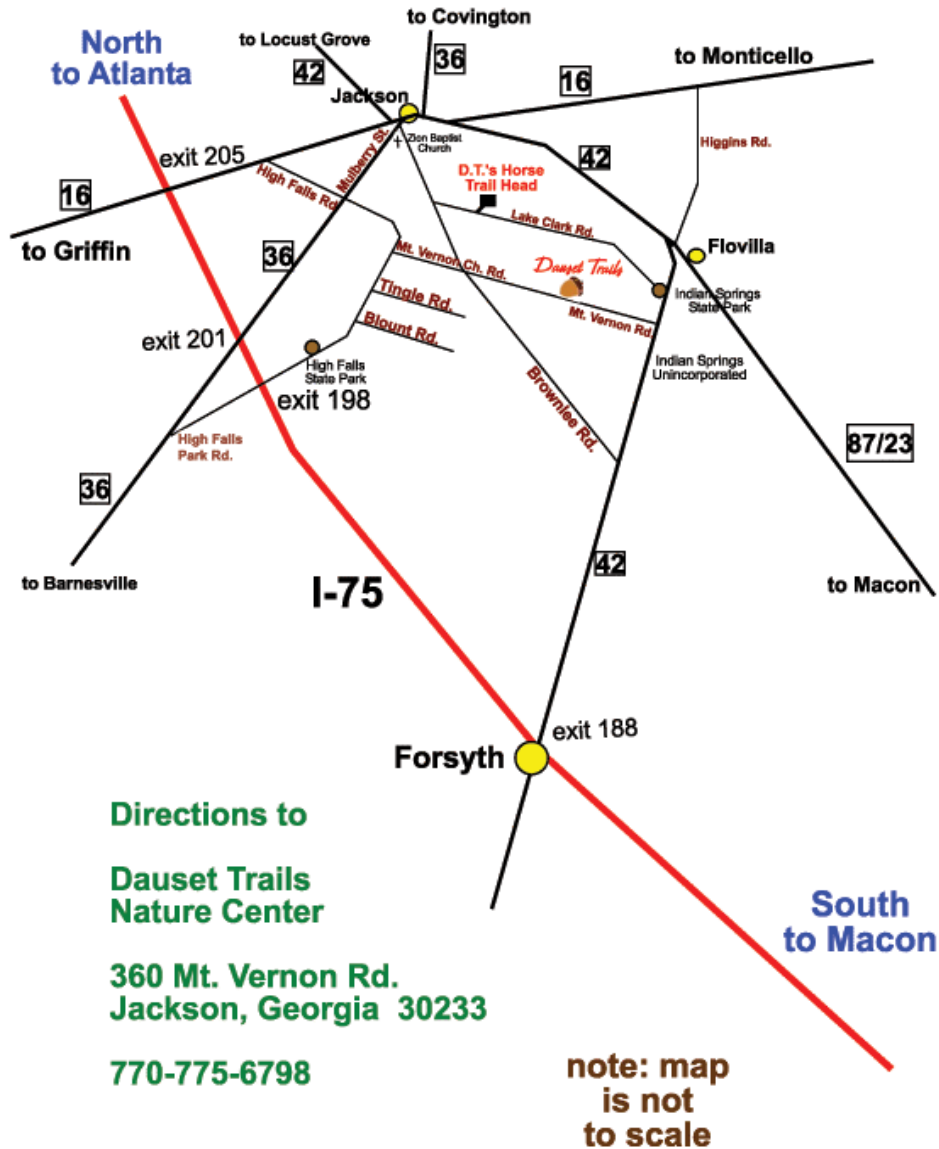 to Covington
North
to Atlanta
to Locust Grove
36
42
to Monticello
16
Jackson
Zion Baptist
Church
Higgins Rd.
42
exit 205
Mulberry St.
High Falls Rd
D.T.'s Horse
Trail Head
16
to Griffin
Lake Clark Rd.
Flovilla
36
Mt. Vernon Ch. Rd.
Dauset Trails
Tingle Rd.
Indian Springs
State Park
Mt. Vernon Rd.
Blount Rd.
exit 201
Indian Springs
Unincorporated
High Falls
State Park
exit 198
Brownlee Rd.
High Falls
Park Rd.
87/23
36
42
to Barnesville
I-75
to Macon
exit 188
Forsyth
Directions to
Dauset Trails
Nature Center
360 Mt. Vernon Rd.
Jackson, Georgia 30233
770-775-6798
South
to Macon
note: map
is not
to scale